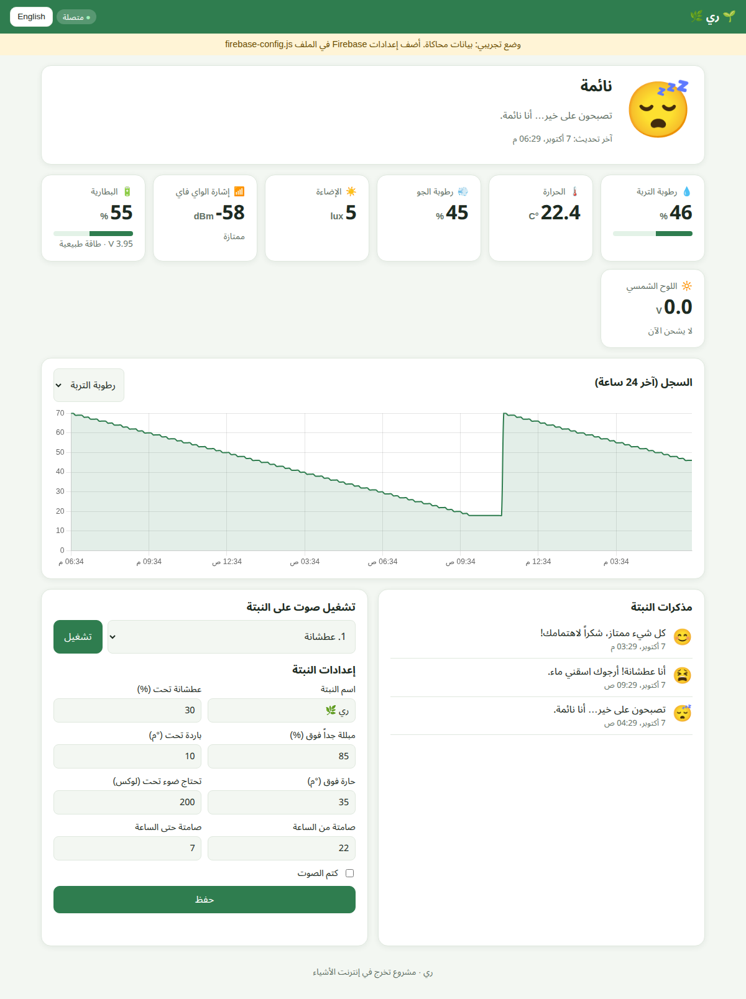 🌱 ري 🌿
متصلة
English
وضع تجريبي: بيانات محاكاة. أضف إعدادات Firebase في الملف firebase-config.js
نائمة
تصبحون على خير... أنا نائمة.
آخر تحديث: 7 أكتوبر، 06:29 م
💧 رطوبة التربة
46 %
🌡️ الحرارة
22.4 °C
💨 رطوبة الجو
45 %
☀️ الإضاءة
5 lux
📶 إشارة الواي فاي
-58 dBm
ممتازة
🔋 البطارية
55 %
3.95 V · طاقة طبيعية
🔆 اللوح الشمسي
0.0 V
لا يشحن الآن
السجل (آخر 24 ساعة)
رطوبة التربة
70
60
50
40
30
20
10
0
06:34 م
09:34 م
12:34 ص
03:34 ص
06:34 ص
09:34 ص
12:34 م
03:34 م
مذكرات النبتة
كل شيء ممتاز، شكراً لاهتمامك!
7 أكتوبر، 03:29 م
أنا عطشانة! أرجوك اسقني ماء.
7 أكتوبر، 09:29 ص
تصبحون على خير... أنا نائمة.
7 أكتوبر، 04:29 ص
تشغيل صوت على النبتة
1. عطشانة
تشغيل
إعدادات النبتة
اسم النبتة
ري 🌿
عطشانة تحت (%)
30
مبللة جداً فوق (%)
85
باردة تحت (°م)
10
حارة فوق (°م)
35
تحتاج ضوء تحت (لوكس)
200
صامتة من الساعة
22
صامتة حتى الساعة
7
كتم الصوت
حفظ
ري · مشروع تخرج في إنترنت الأشياء